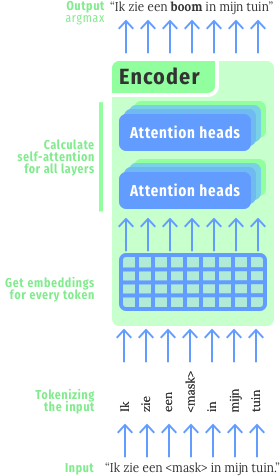 Output
argmax
“Ik zie een boom in mijn tuin”
Encoder
Calculate
self-attention
for all layers
Attention heads
Attention heads
Get embeddings
for every token
Tokenizing
the input
Ik
zie
een
<mask>
in
mijn
tuin
Input
“Ik zie een <mask> in mijn tuin.”